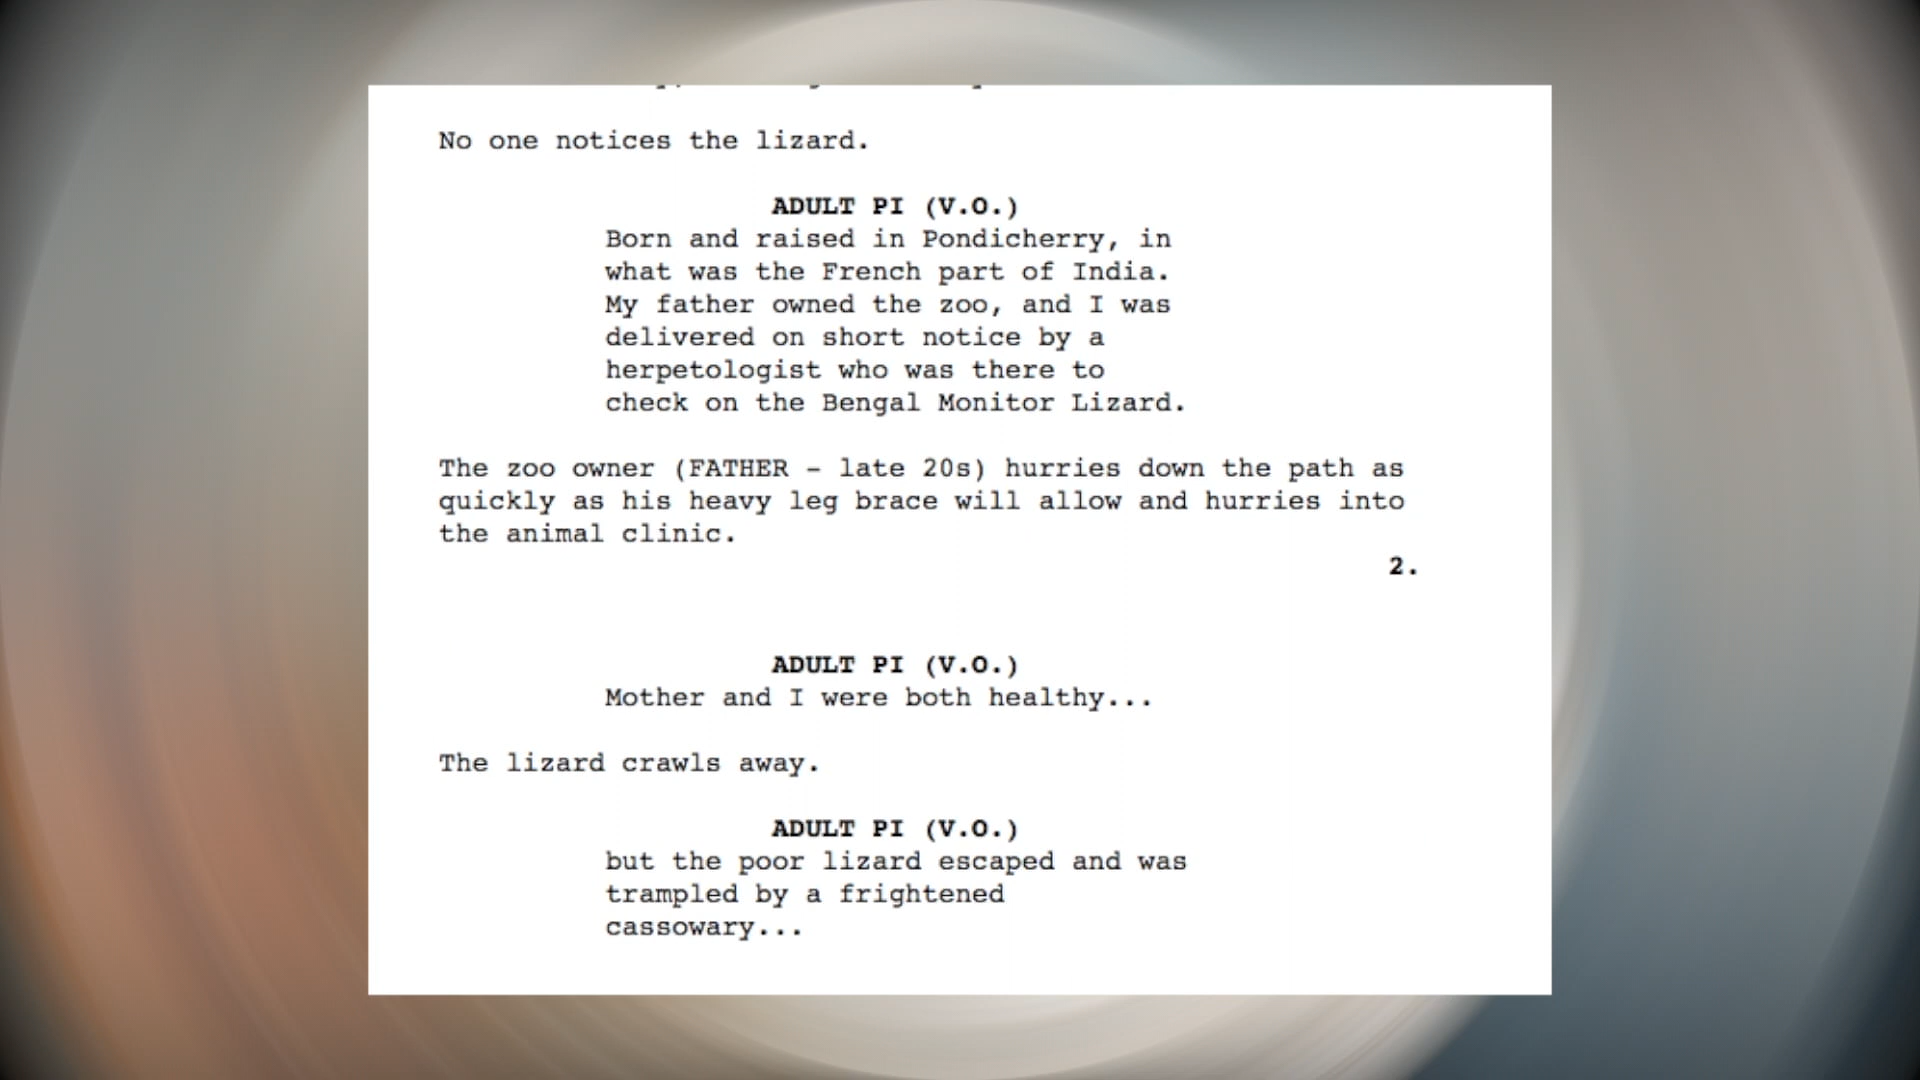 No one notices the lizard.
ADULT PI (V.O.)
Born and raised in Pondicherry, in
what was the French part of India.
My father owned the zoo, and I was
delivered on short notice by a
herpetologist who was there to
check on the Bengal Monitor Lizard.
The zoo owner (FATHER – late 20s) hurries down the path as
quickly as his heavy leg brace will allow and hurries into
the animal clinic.
2.
ADULT PI (V.O.)
Mother and I were both healthy...
The lizard crawls away.
ADULT PI (V.O.)
but the poor lizard escaped and was
trampled by a frightened
cassowary...